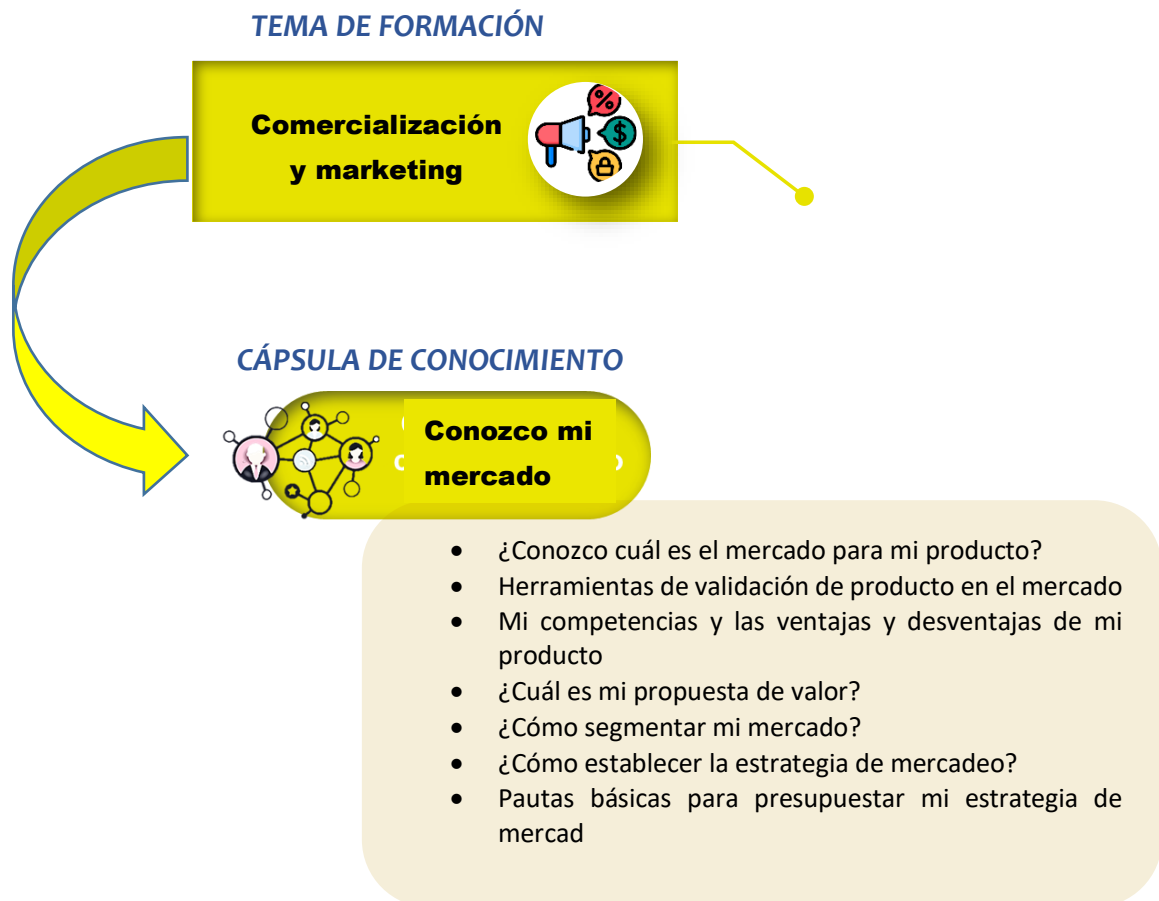 TEMA DE FORMACIÓN
Comercialización
y marketing
%
$
CÁPSULA DE CONOCIMIENTO
Conozco mi
mercado
• ¿Conozco cuál es el mercado para mi producto?
• Herramientas de validación de producto en el mercado
• Mi competencias y las ventajas y desventajas de mi
producto
• ¿Cuál es mi propuesta de valor?
• ¿Cómo segmentar mi mercado?
• ¿Cómo establecer la estrategia de mercadeo?
• Pautas básicas para presupuestar mi estrategia de
mercad